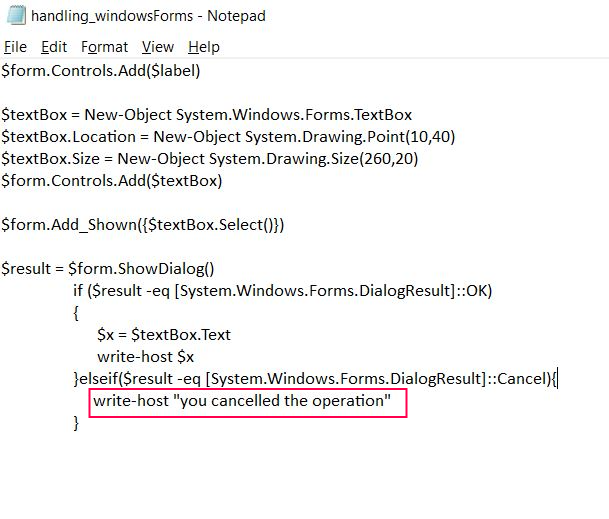 handling_windowsForms - Notepad
File Edit Format View Help
$form.Controls.Add($label)
$textBox = New-Object System.Windows.Forms.TextBox
$textBox.Location = New-Object System.Drawing.Point(10,40)
$textBox.Size = New-Object System.Drawing.Size(260,20)
$form.Controls.Add($textBox)
$form.Add_Shown({$textBox.Select()})
$result = $form.ShowDialog()
if ($result -eq [System.Windows.Forms.DialogResult]::OK)
{
$x = $textBox.Text
write-host $x
}elseif($result -eq [System.Windows.Forms.DialogResult]::Cancel){
write-host "you cancelled the operation"
}